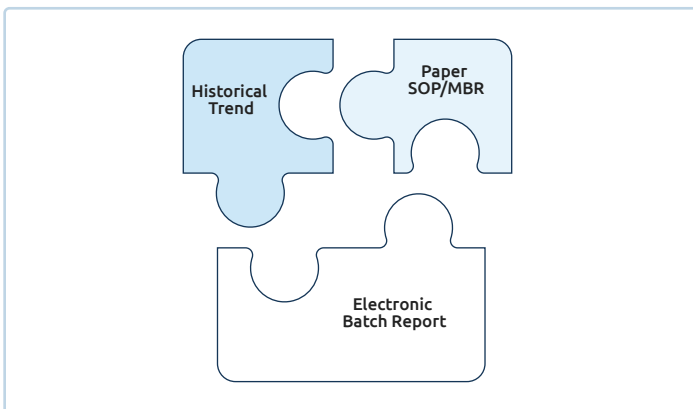 Historical
Trend
Paper
SOP/MBR
Electronic
Batch Report